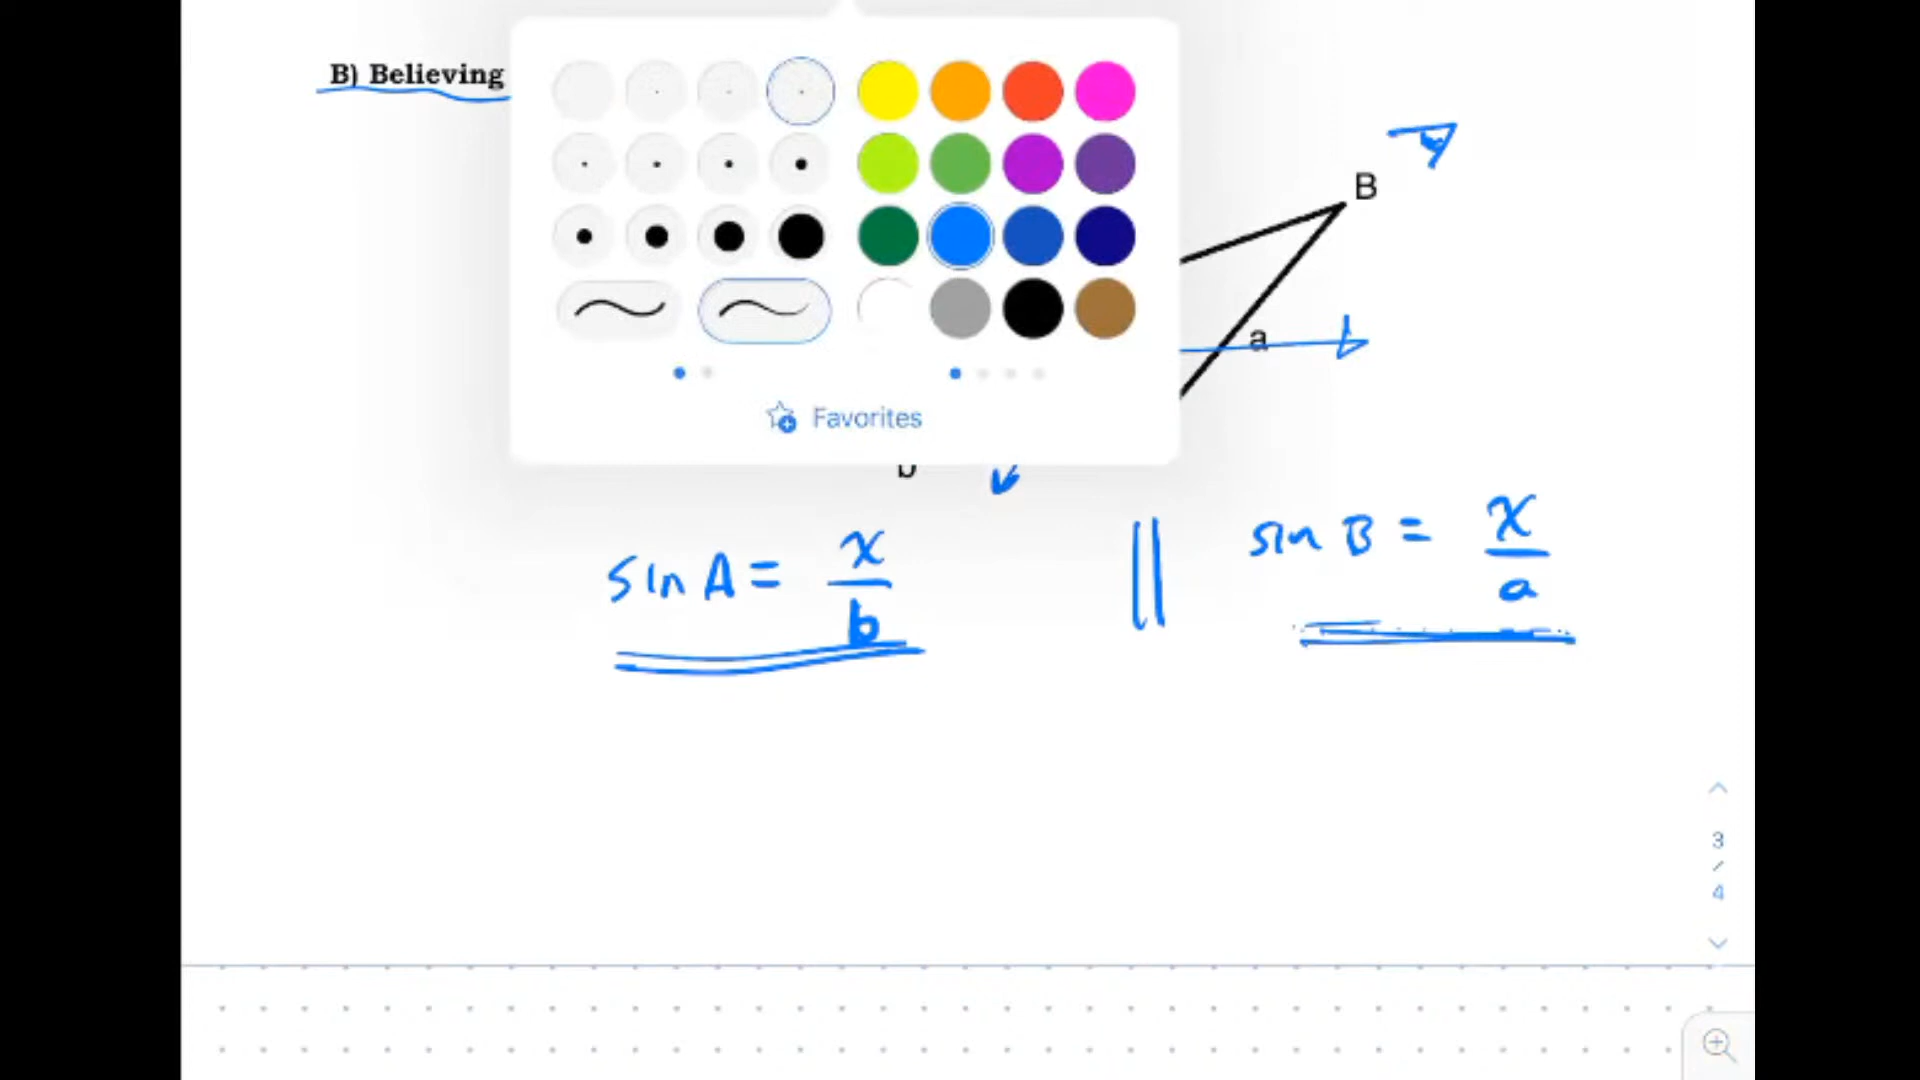 B) Believing
B
a
Favorites
b
sin A = x/b || sin B = x/a
3
/
4